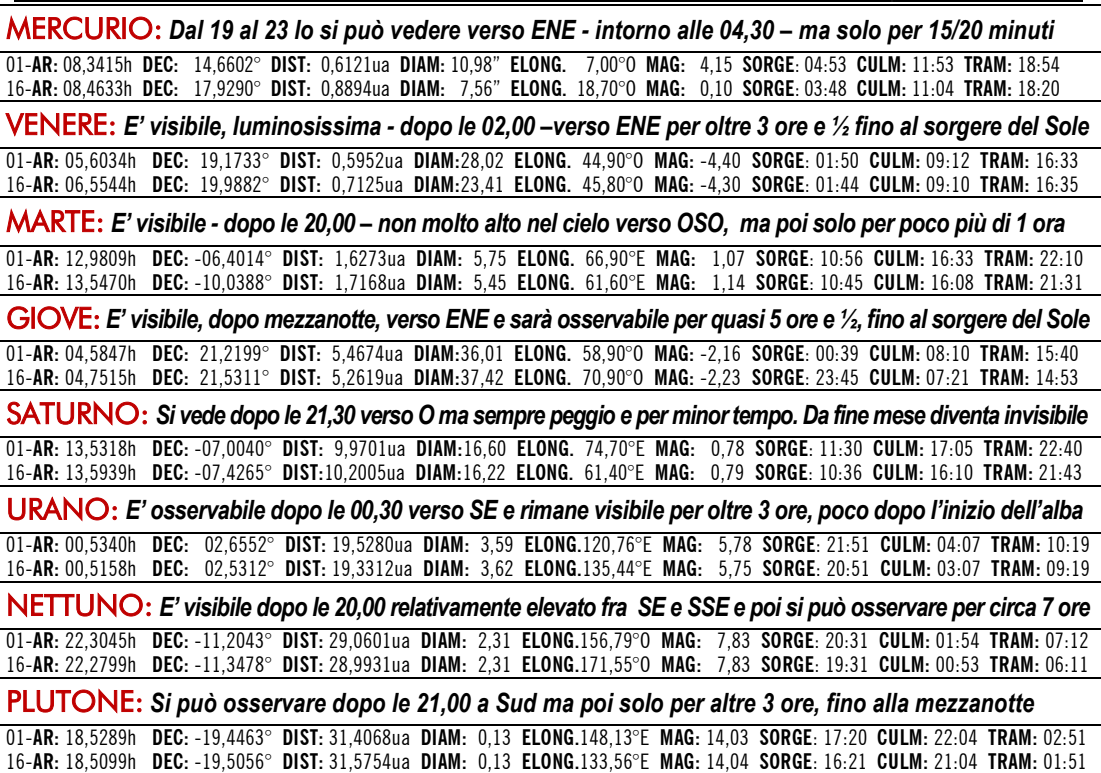 MERCURIO: Dal 19 al 23 lo si può vedere verso ENE - intorno alle 04,30 – ma solo per 15/20 minuti
01-AR: 08,3415h DEC: 14,6602° DIST: 0,6121ua DIAM: 10,98" ELONG. 7,00°O MAG: 4,15 SORGE: 04:53 CULM: 11:53 TRAM: 18:54
16-AR: 08,4633h DEC: 17,9290° DIST: 0,8894ua DIAM: 7,56" ELONG. 18,70°O MAG: 0,10 SORGE: 03:48 CULM: 11:04 TRAM: 18:20
VENERE: E' visibile, luminosissima - dopo le 02,00 –verso ENE per oltre 3 ore e ½ fino al sorgere del Sole
01-AR: 05,6034h DEC: 19,1733° DIST: 0,5952ua DIAM:28,02 ELONG. 44,90°O MAG: -4,40 SORGE: 01:50 CULM: 09:12 TRAM: 16:33
16-AR: 06,5544h DEC: 19,9882° DIST: 0,7125ua DIAM:23,41 ELONG. 45,80°O MAG: -4,30 SORGE: 01:44 CULM: 09:10 TRAM: 16:35
MARTE: E' visibile - dopo le 20,00 – non molto alto nel cielo verso OSO, ma poi solo per poco più di 1 ora
01-AR: 12,9809h DEC: -06,4014° DIST: 1,6273ua DIAM: 5,75 ELONG. 66,90°E MAG: 1,07 SORGE: 10:56 CULM: 16:33 TRAM: 22:10
16-AR: 13,5470h DEC: -10,0388° DIST: 1,7168ua DIAM: 5,45 ELONG. 61,60°E MAG: 1,14 SORGE: 10:45 CULM: 16:08 TRAM: 21:31
GIOVE: E' visibile, dopo mezzanotte, verso ENE e sarà osservabile per quasi 5 ore e ½, fino al sorgere del Sole
01-AR: 04,5847h DEC: 21,2199° DIST: 5,4674ua DIAM:36,01 ELONG. 58,90°O MAG: -2,16 SORGE: 00:39 CULM: 08:10 TRAM: 15:40
16-AR: 04,7515h DEC: 21,5311° DIST: 5,2619ua DIAM:37,42 ELONG. 70,90°O MAG: -2,23 SORGE: 23:45 CULM: 07:21 TRAM: 14:53
SATURNO: Si vede dopo le 21,30 verso O ma sempre peggio e per minor tempo. Da fine mese diventa invisibile
01-AR: 13,5318h DEC: -07,0040° DIST: 9,9701ua DIAM:16,60 ELONG. 74,70°E MAG: 0,78 SORGE: 11:30 CULM: 17:05 TRAM: 22:40
16-AR: 13,5939h DEC: -07,4265° DIST:10,2005ua DIAM:16,22 ELONG. 61,40°E MAG: 0,79 SORGE: 10:36 CULM: 16:10 TRAM: 21:43
URANO: E' osservabile dopo le 00,30 verso SE e rimane visibile per oltre 3 ore, poco dopo l'inizio dell'alba
01-AR: 00,5340h DEC: 02,6552° DIST: 19,5280ua DIAM: 3,59 ELONG.120,76°E MAG: 5,78 SORGE: 21:51 CULM: 04:07 TRAM: 10:19
16-AR: 00,5158h DEC: 02,5312° DIST: 19,3312ua DIAM: 3,62 ELONG.135,44°E MAG: 5,75 SORGE: 20:51 CULM: 03:07 TRAM: 09:19
NETTUNO: E' visibile dopo le 20,00 relativamente elevato fra SE e SSE e poi si può osservare per circa 7 ore
01-AR: 22,3045h DEC: -11,2043° DIST: 29,0601ua DIAM: 2,31 ELONG.156,79°O MAG: 7,83 SORGE: 20:31 CULM: 01:54 TRAM: 07:12
16-AR: 22,2799h DEC: -11,3478° DIST: 28,9931ua DIAM: 2,31 ELONG.171,55°O MAG: 7,83 SORGE: 19:31 CULM: 00:53 TRAM: 06:11
PLUTONE: Si può osservare dopo le 21,00 a Sud ma poi solo per altre 3 ore, fino alla mezzanotte
01-AR: 18,5289h DEC: -19,4463° DIST: 31,4068ua DIAM: 0,13 ELONG.148,13°E MAG: 14,03 SORGE: 17:20 CULM: 22:04 TRAM: 02:51
16-AR: 18,5099h DEC: -19,5056° DIST: 31,5754ua DIAM: 0,13 ELONG.133,56°E MAG: 14,04 SORGE: 16:21 CULM: 21:04 TRAM: 01:51